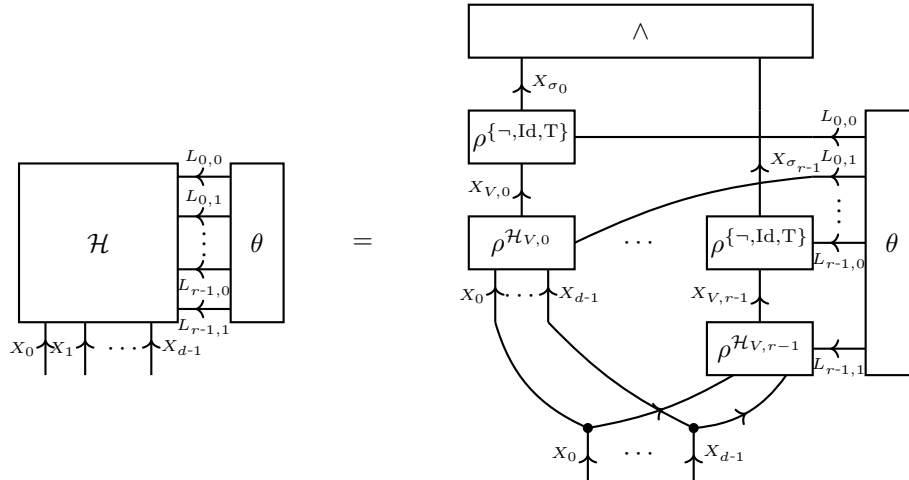 ∧
X_{σ_0}
ρ^{¬,Id,T}
L_{0,0}
L_{0,0}
X_{σ_{r-1}}
L_{0,1}
L_{0,1}
X_{V,0}
H
⋮
θ
=
ρ^{H_{V,0}}
⋯
ρ^{¬,Id,T}
⋮
θ
L_{r-1,0}
L_{r-1,0}
X_0
⋯
X_{d-1}
X_{V,r-1}
L_{r-1,1}
X_0
X_1
⋯
X_{d-1}
ρ^{H_{V,r-1}}
L_{r-1,1}
X_0
⋯
X_{d-1}